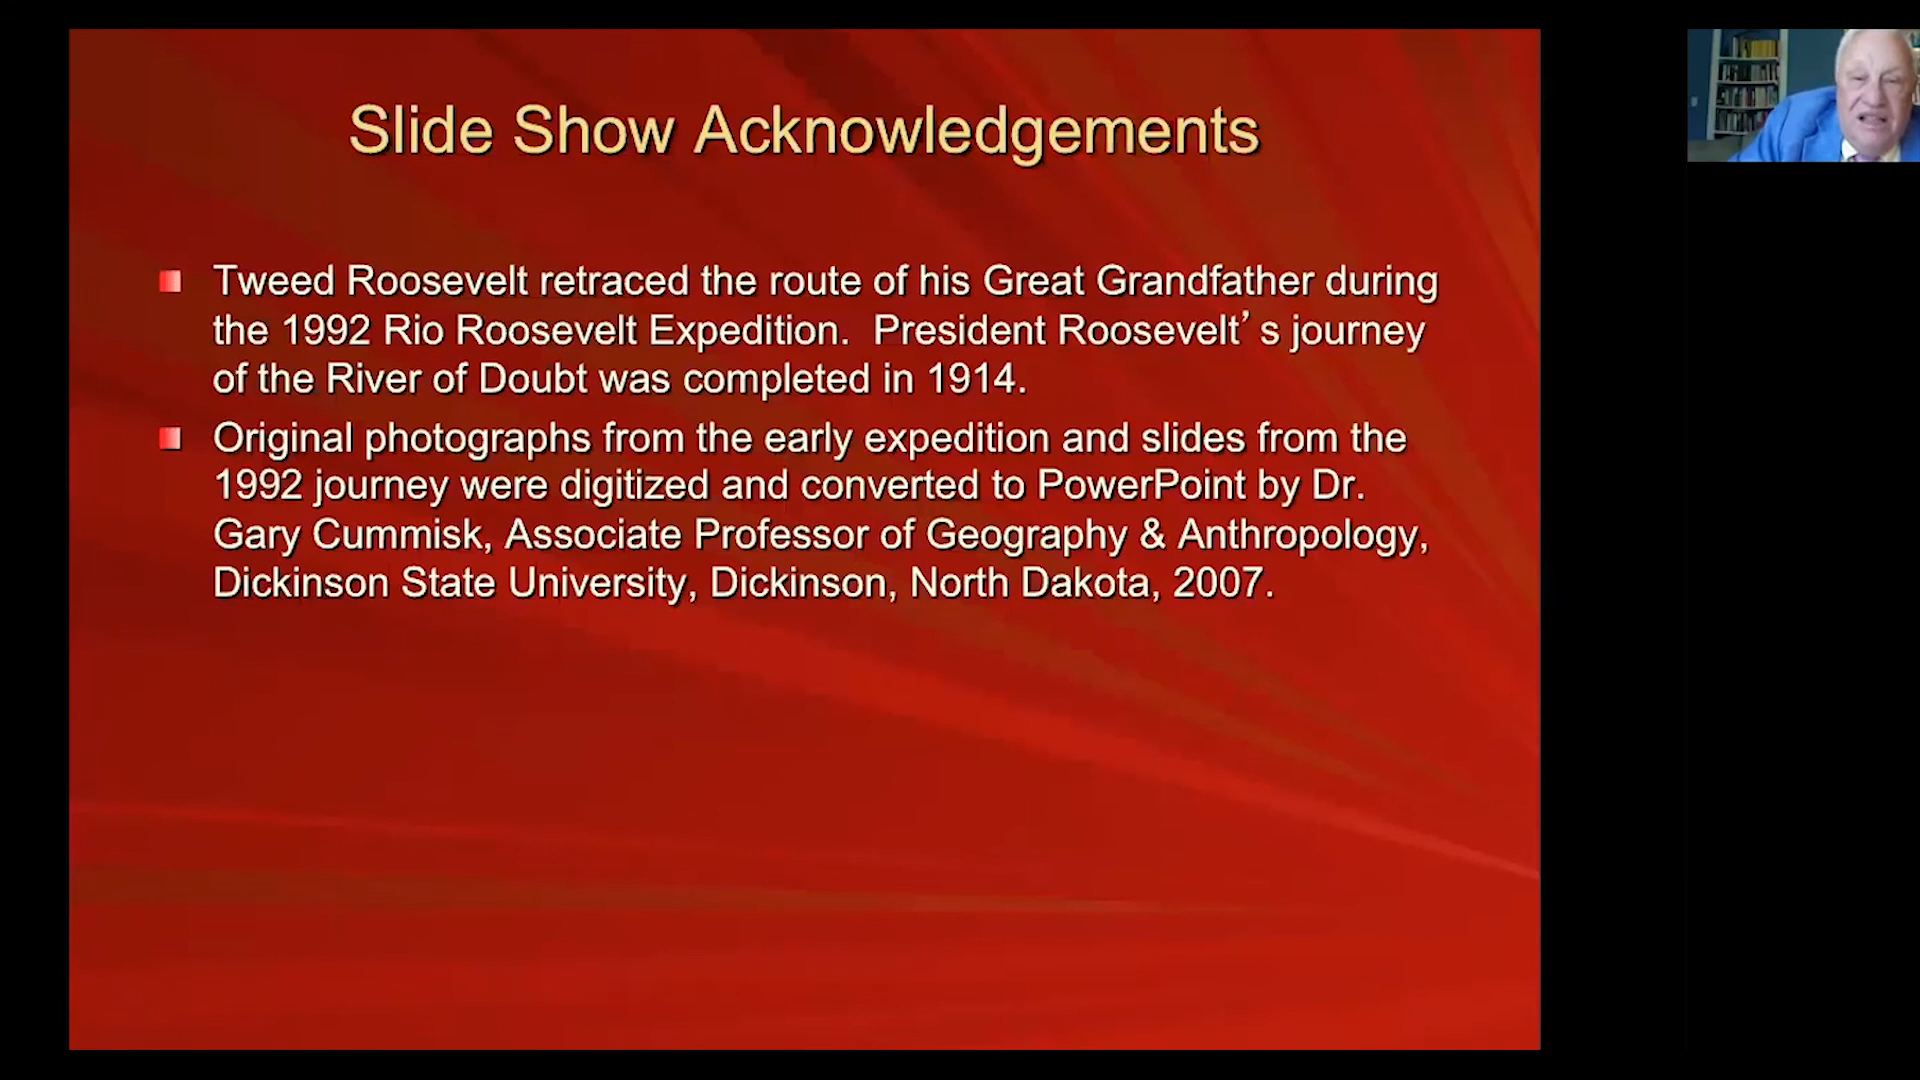 Slide Show Acknowledgements
Tweed Roosevelt retraced the route of his Great Grandfather during
the 1992 Rio Roosevelt Expedition.  President Roosevelt’s journey
of the River of Doubt was completed in 1914.
Original photographs from the early expedition and slides from the
1992 journey were digitized and converted to PowerPoint by Dr.
Gary Cummisk, Associate Professor of Geography & Anthropology,
Dickinson State University, Dickinson, North Dakota, 2007.